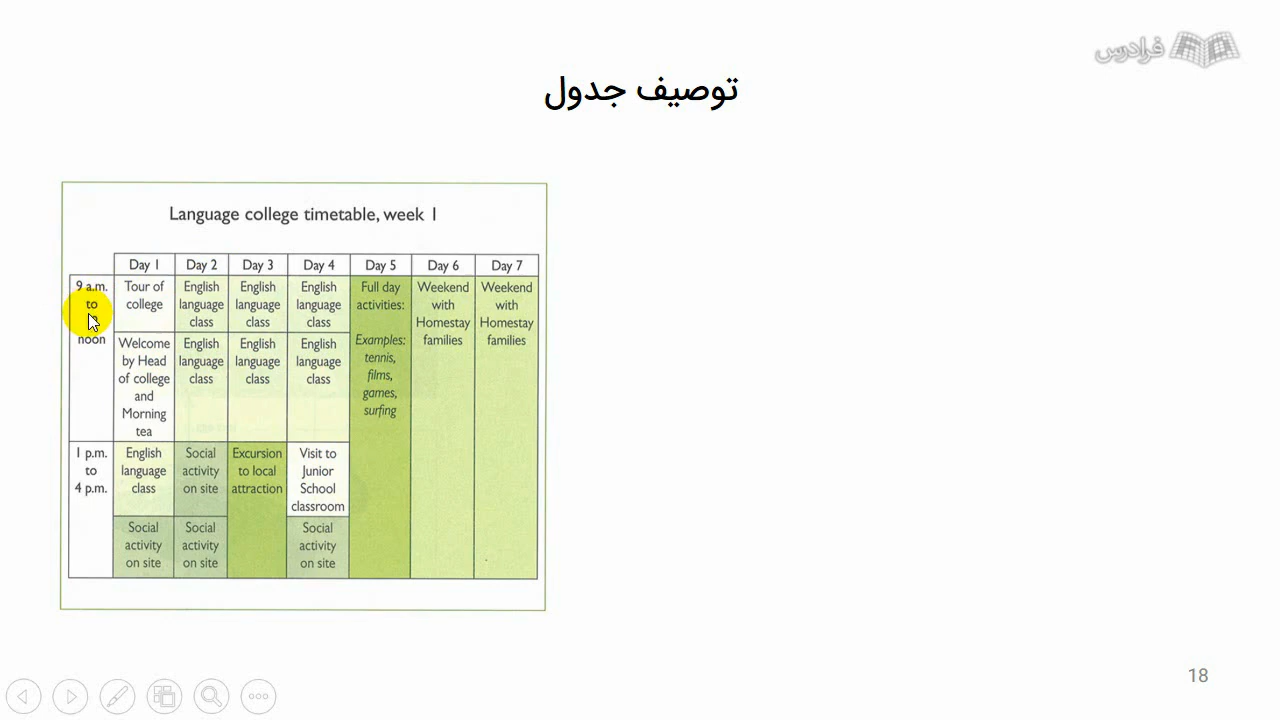 فرادرس
توصیف جدول
Language college timetable, week 1
Day 1 Day 2 Day 3 Day 4 Day 5 Day 6 Day 7
9 a.m.
to
noon
Tour of
college
English
language
class
English
language
class
English
language
class
Full day
activities:
Examples:
tennis,
films,
games,
surfing
Weekend
with
Homestay
families
Weekend
with
Homestay
families
Welcome
by Head
of college
and
Morning
tea
English
language
class
English
language
class
English
language
class
1 p.m.
to
4 p.m.
English
language
class
Social
activity
on site
Excursion
to local
attraction
Visit to
Junior
School
classroom
Social
activity
on site
Social
activity
on site
Social
activity
on site
18